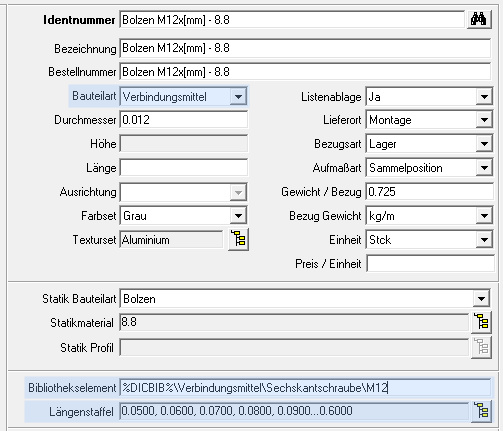 Identnummer Bolzen M12x[mm] - 8.8
Bezeichnung Bolzen M12x[mm] - 8.8
Bestellnummer Bolzen M12x[mm] - 8.8
Bauteilart Verbindungsmittel Listenablage Ja
Durchmesser 0.012 Lieferort Montage
Höhe Bezugsart Lager
Länge Aufmaßart Sammelposition
Ausrichtung Gewicht / Bezug 0.725
Farbset Grau Bezug Gewicht kg/m
Texturset Aluminium Einheit Stck
Preis / Einheit
Statik Bauteilart Bolzen
Statikmaterial 8.8
Statik Profil
Bibliothekselement %DICBIB%\Verbindungsmittel\Sechskantschraube\M12
Längenstaffel 0.0500, 0.0600, 0.0700, 0.0800, 0.0900...0.6000